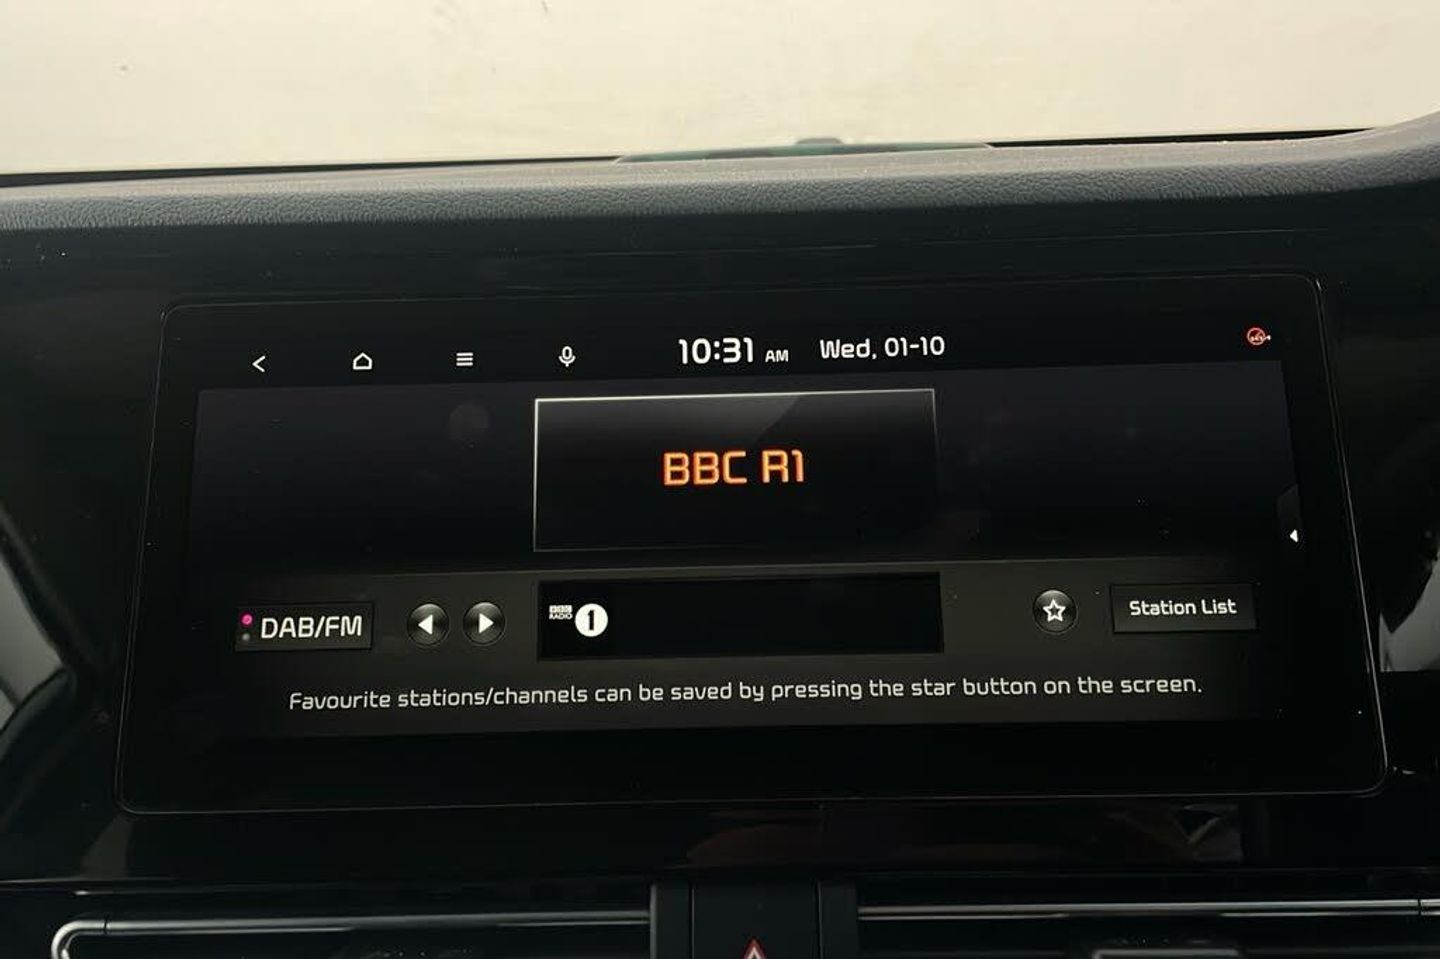 10:31 AM Wed, 01-10
BBC R1
DAB/FM
BBC
RADIO
1
Station List
Favourite stations/channels can be saved by pressing the star button on the screen.